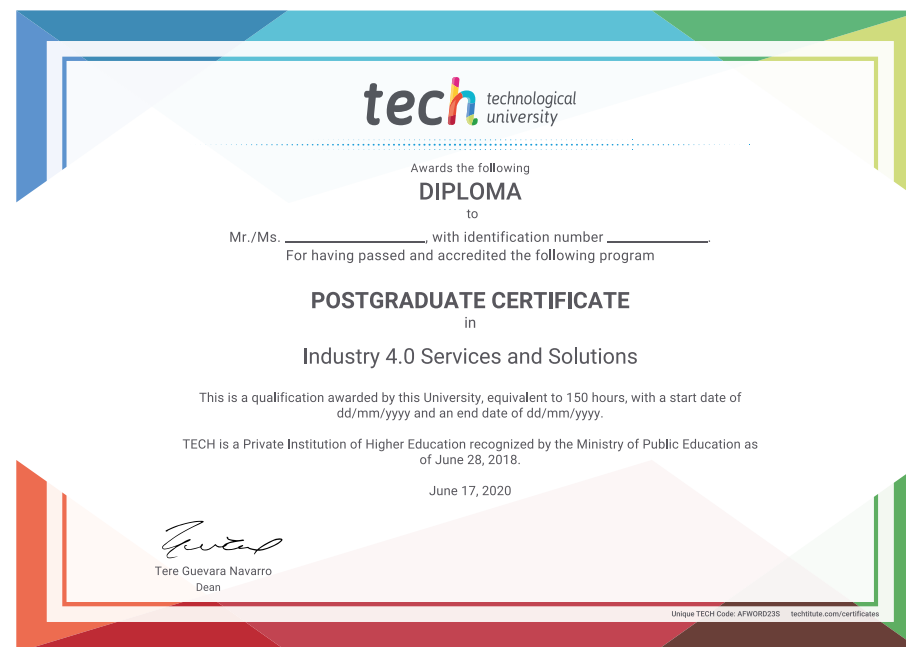 tech technological
university
Awards the following
DIPLOMA
to
Mr./Ms. ____________________, with identification number ______________.
For having passed and accredited the following program
POSTGRADUATE CERTIFICATE
in
Industry 4.0 Services and Solutions
This is a qualification awarded by this University, equivalent to 150 hours, with a start date of
dd/mm/yyyy and an end date of dd/mm/yyyy.
TECH is a Private Institution of Higher Education recognized by the Ministry of Public Education as
of June 28, 2018.
June 17, 2020
Tere Guevara Navarro
Dean
Unique TECH Code: AFWORD23S techtitute.com/certificates